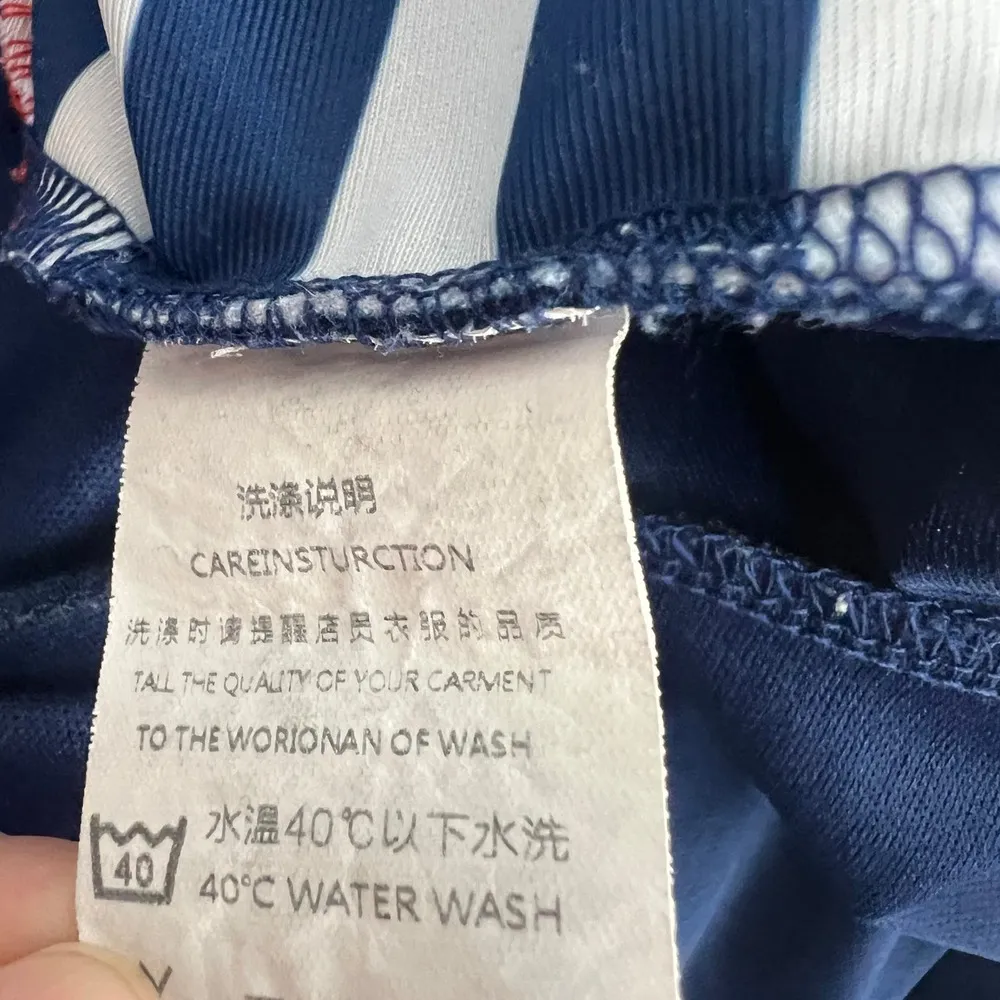 洗涤说明
CAREINSTURCTION
洗涤时请提醒店员衣服的品质
TALL THE QUALITY OF YOUR CARMENT
TO THE WORIONAN OF WASH
水温40℃以下水洗
40
40°C WATER WASH